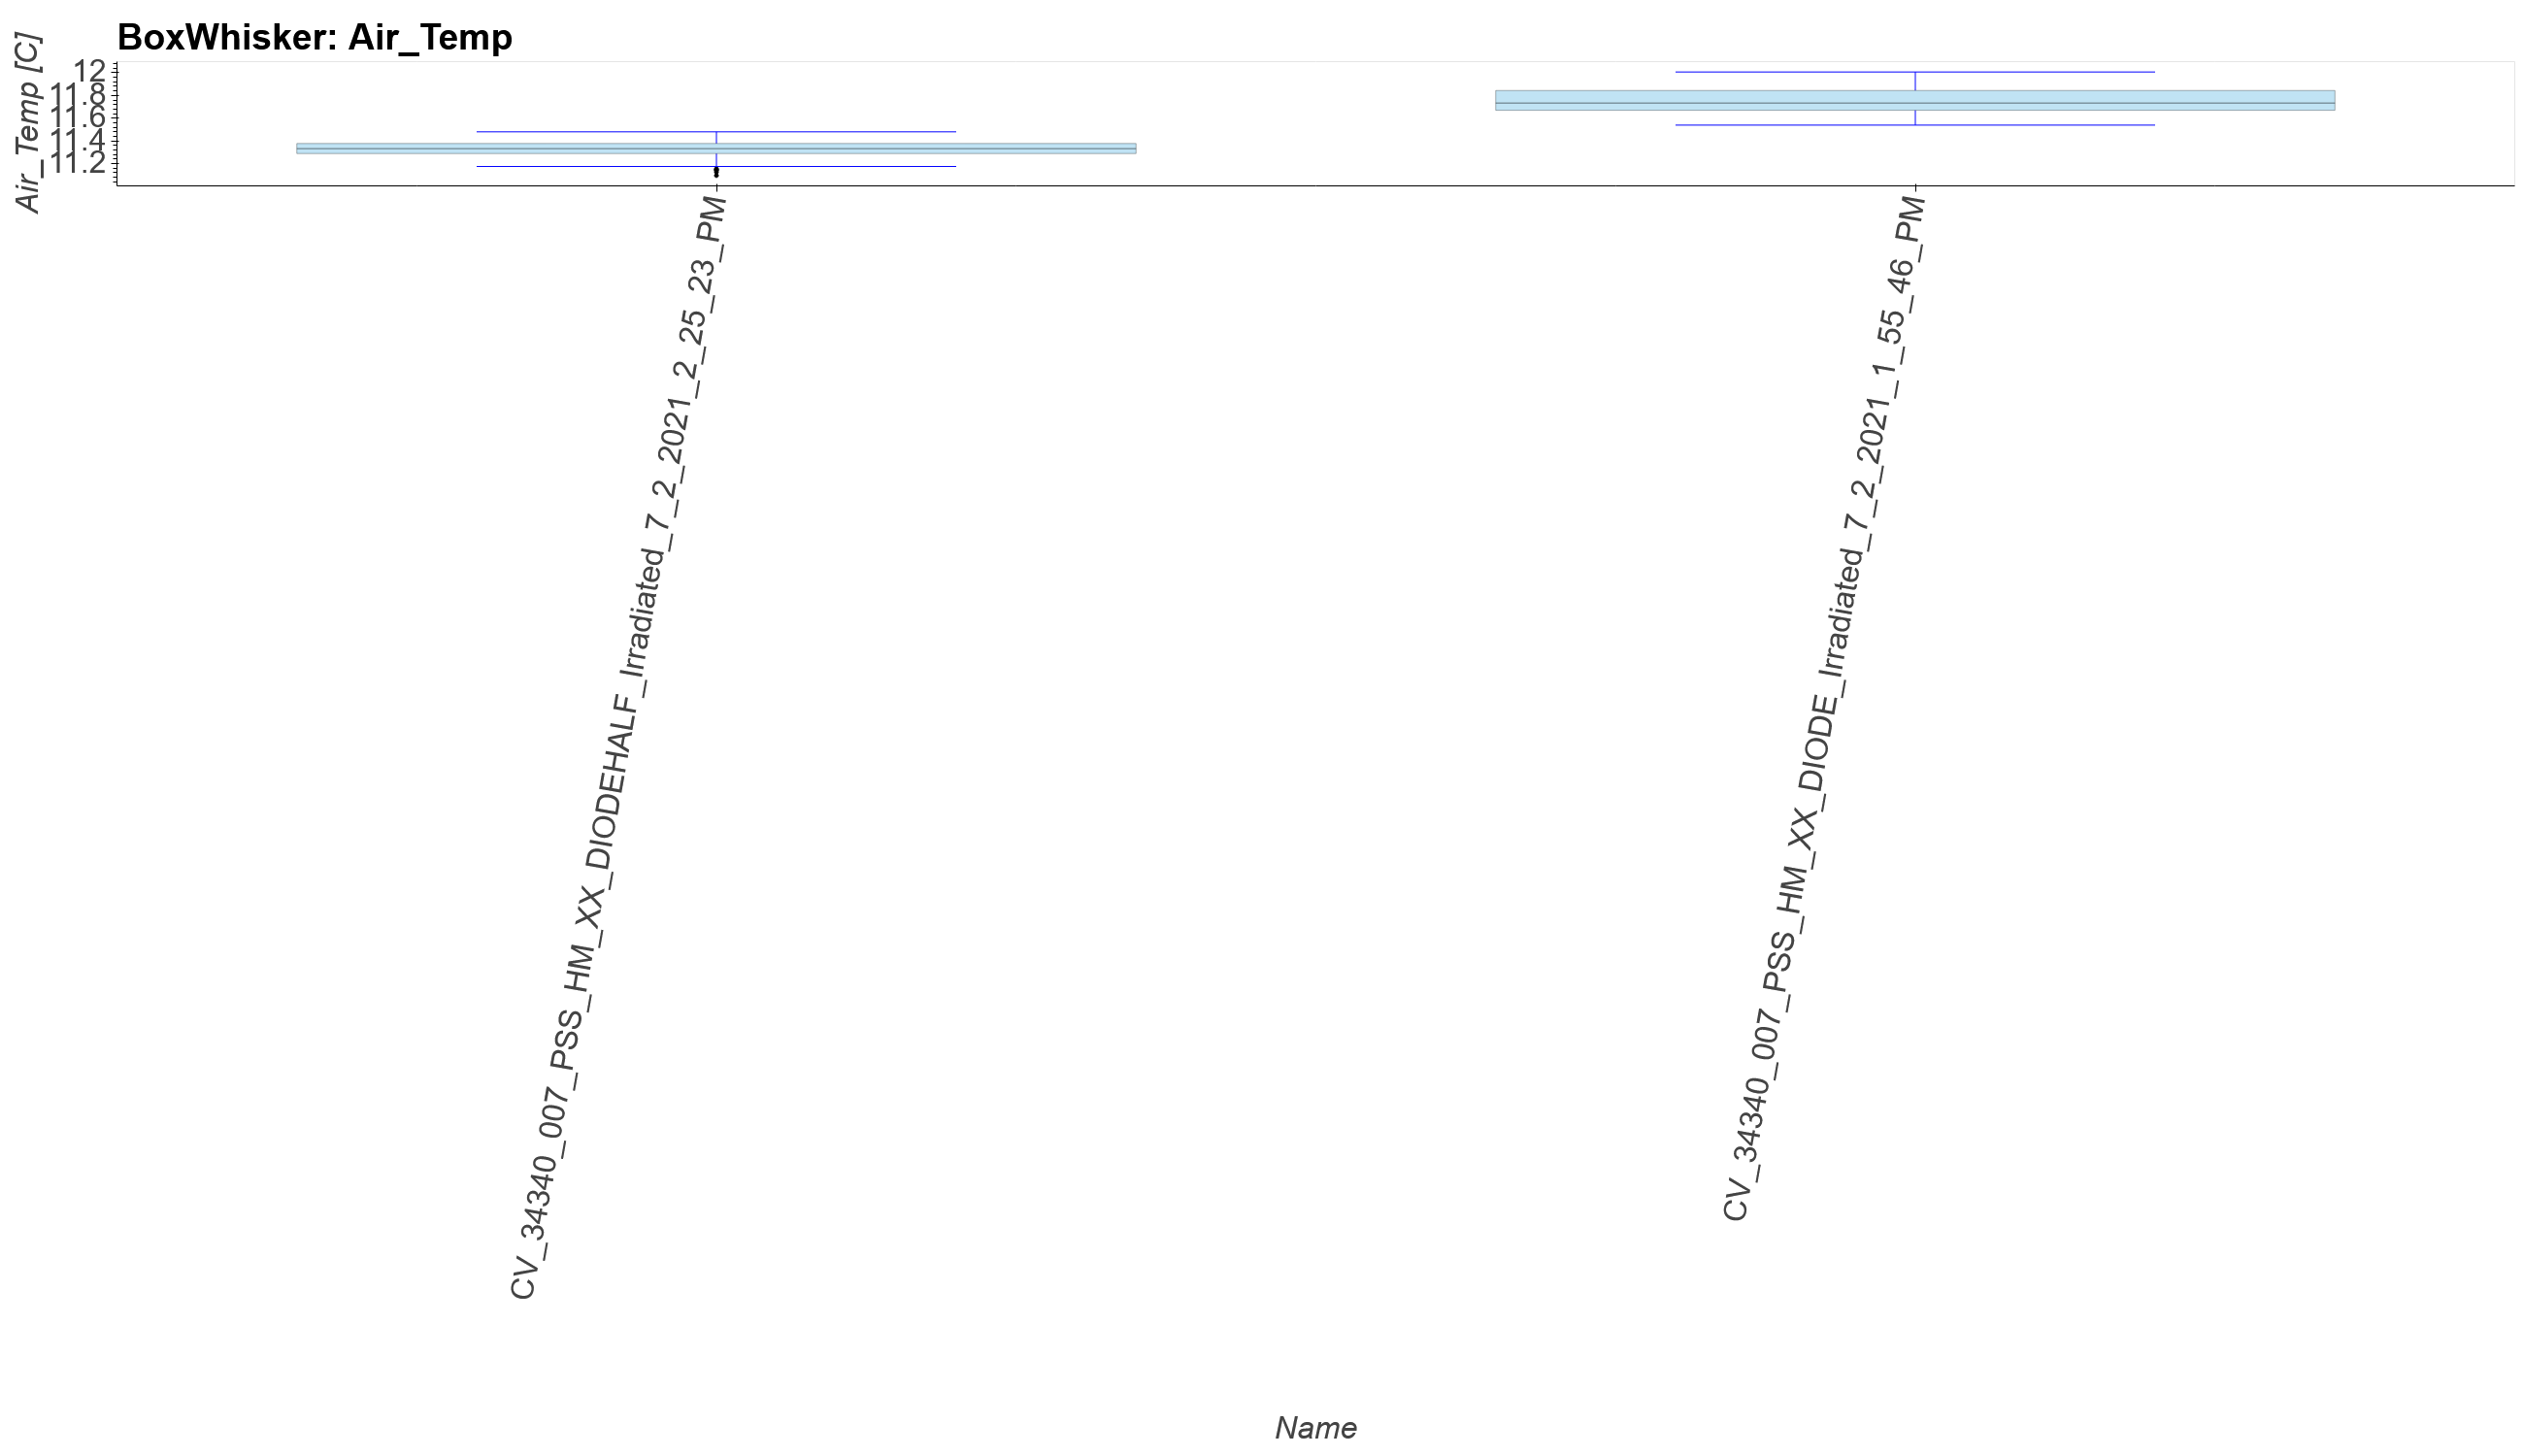 BoxWhisker: Air_Temp
Air_Temp [C]
12
11.8
11.6
11.4
11.2
CV_34340_007_PSS_HM_XX_DIODEHALF_Irradiated_7_2_2021_2_25_23_PM
CV_34340_007_PSS_HM_XX_DIODE_Irradiated_7_2_2021_1_55_46_PM
Name